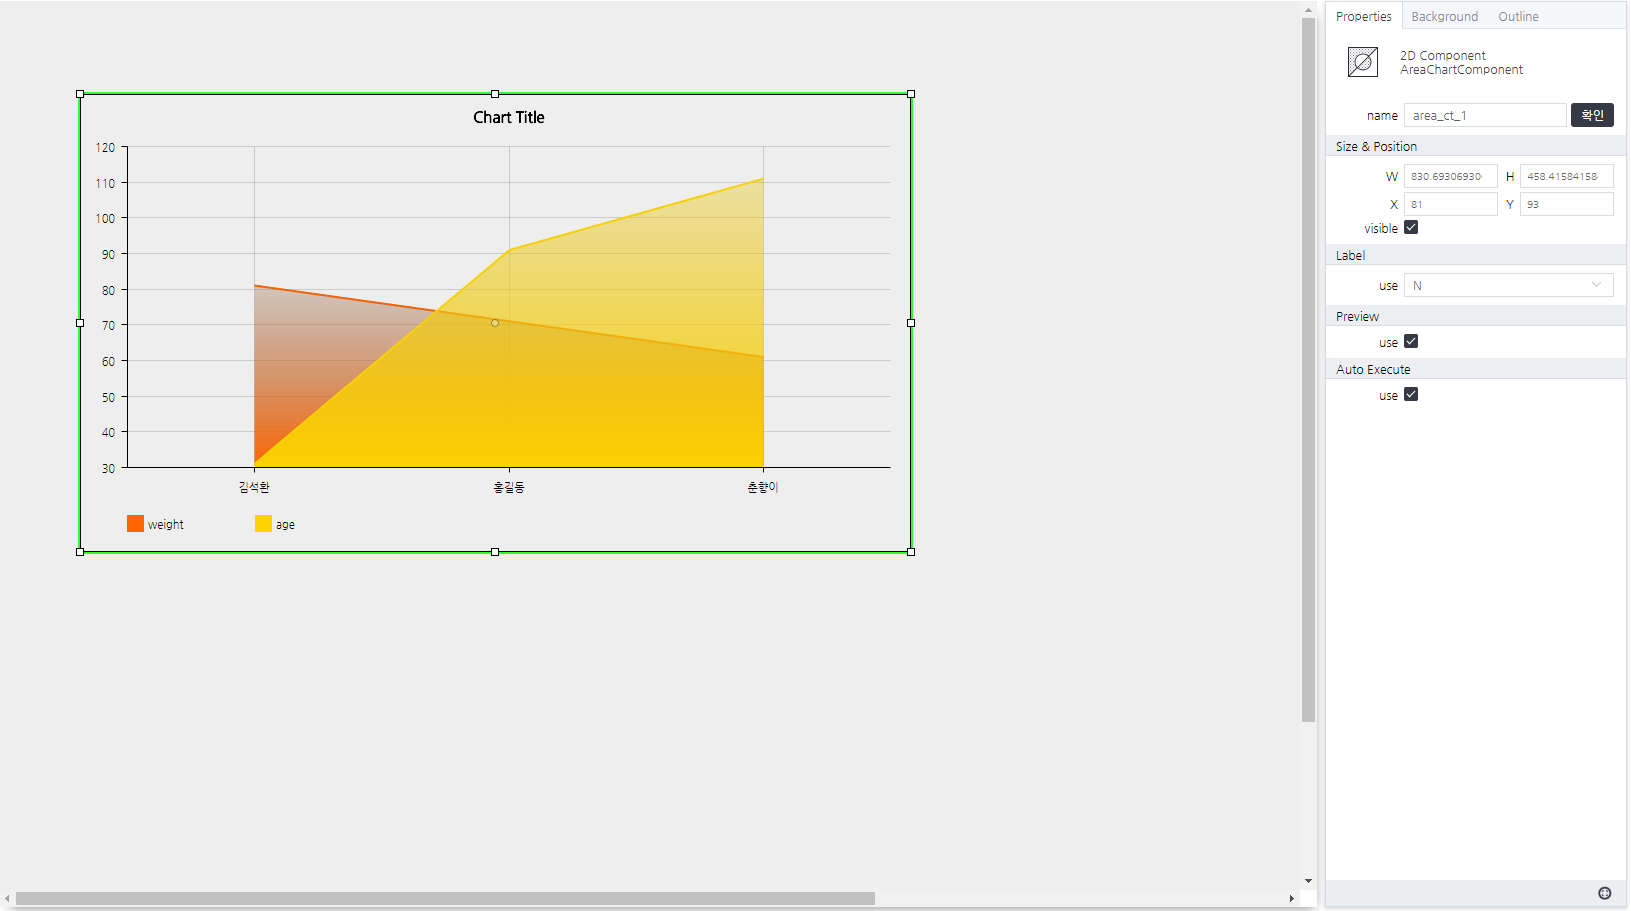 Chart Title
120
110
100
90
80
70
60
50
40
30
김석환 홍길동 춘향이
weight age
Properties Background Outline
2D Component
AreaChartComponent
name area_ct_1 확인
Size & Position
W 830.69306930 H 458.41584158
X 81 Y 93
visible
Label
use N
Preview
use
Auto Execute
use